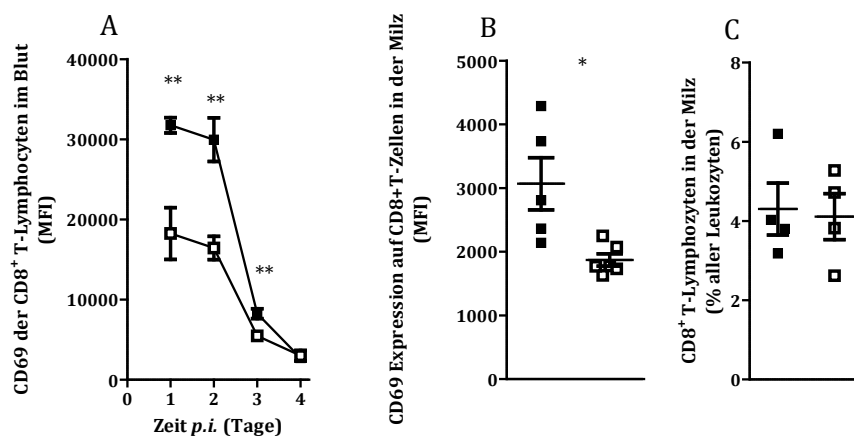 A
CD69 der CD8⁺ T-Lymphocyten im Blut
(MFI)
40000
30000
20000
10000
0
** ** **
0 1 2 3 4
Zeit p.i. (Tage)
B
CD69 Expression auf CD8+T-Zellen in der Milz
(MFI)
5000
4000
3000
2000
1000
0
*
C
CD8⁺ T-Lymphozyten in der Milz
(% aller Leukozyten)
8
6
4
2
0